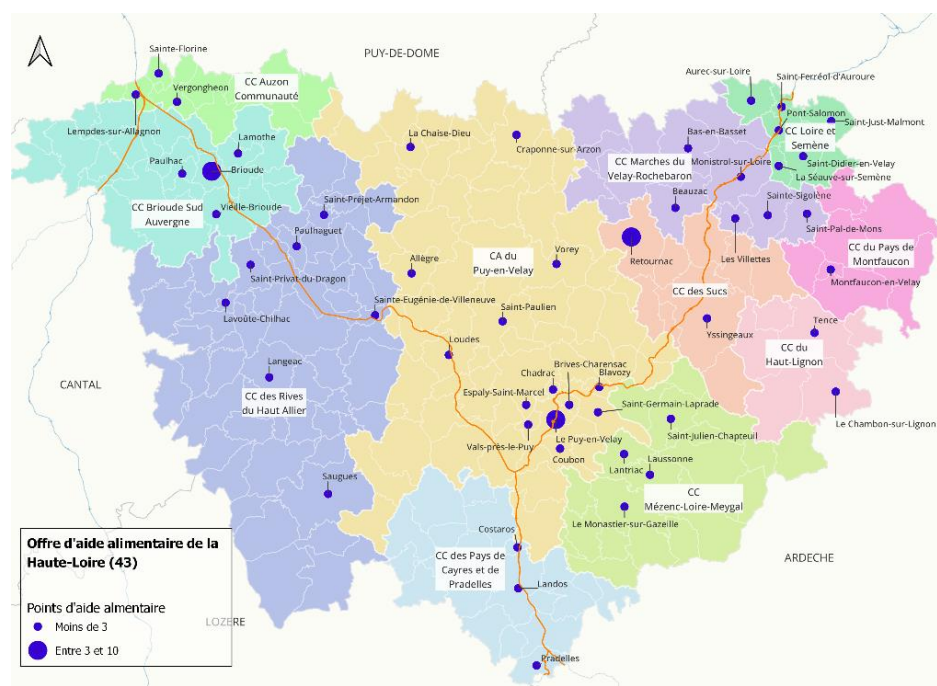 Sainte-Florine
PUY-DE-DOME
Aurec-sur-Loire
Saint-Ferréol d'Auroure
CC Auzon
Communauté
Vergongheon
Pont-Salomon
Saint-Just-Malmont
Lempdes-sur-Allagnon
Lamothe
La Chaise-Dieu
Craponne-sur-Arzon
Bas-en-Basset
CC Loire et
Semène
CC Marches du
Velay-Rochebaron
Monistrol-sur-Loire
Saint-Didier-en-Velay
La Séauve-sur-Semène
Paulhac
Brioude
Beauzac
Sainte-Sigolène
CC Brioude Sud
Auvergne
Vieille-Brioude
Saint-Préjet-Armandon
Saint-Pal-de-Mons
Paulhaguet
Retournac
Les Villettes
CC du Pays de
Montfaucon
Allègre
CA du
Puy-en-Velay
Vorey
Saint-Privat-du-Dragon
Montfaucon-en-Velay
CC des Sucs
Sainte-Eugénie-de-Villeneuve
Saint-Paulien
Lavoûte-Chilhac
Yssingeaux
Tence
CC du
Haut-Lignon
Loudes
Langeac
Brives-Charensac
Chadrac
Blavozy
CANTAL
CC des Rives
du Haut Allier
Espaly-Saint-Marcel
Saint-Germain-Laprade
Le Chambon-sur-Lignon
Vals-près-le-Puy
Le Puy-en-Velay
Saint-Julien-Chapteuil
Coubon
Lantriac
Laussonne
Saugues
CC
Mézenc-Loire-Meygal
Le Monastier-sur-Gazeille
Costaros
CC des Pays de
Cayres et de
Pradelles
Landos
ARDECHE
Pradelles
Offre d'aide alimentaire de la
Haute-Loire (43)
Points d'aide almentaire
Moins de 3
LOZERE
Entre 3 et 10